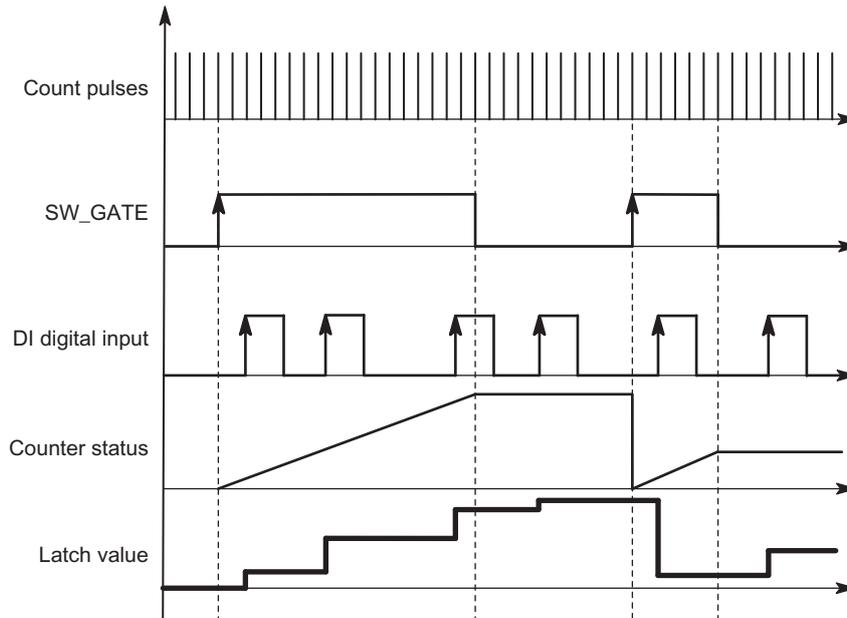 Count pulses
SW_GATE
DI digital input
Counter status
Latch value